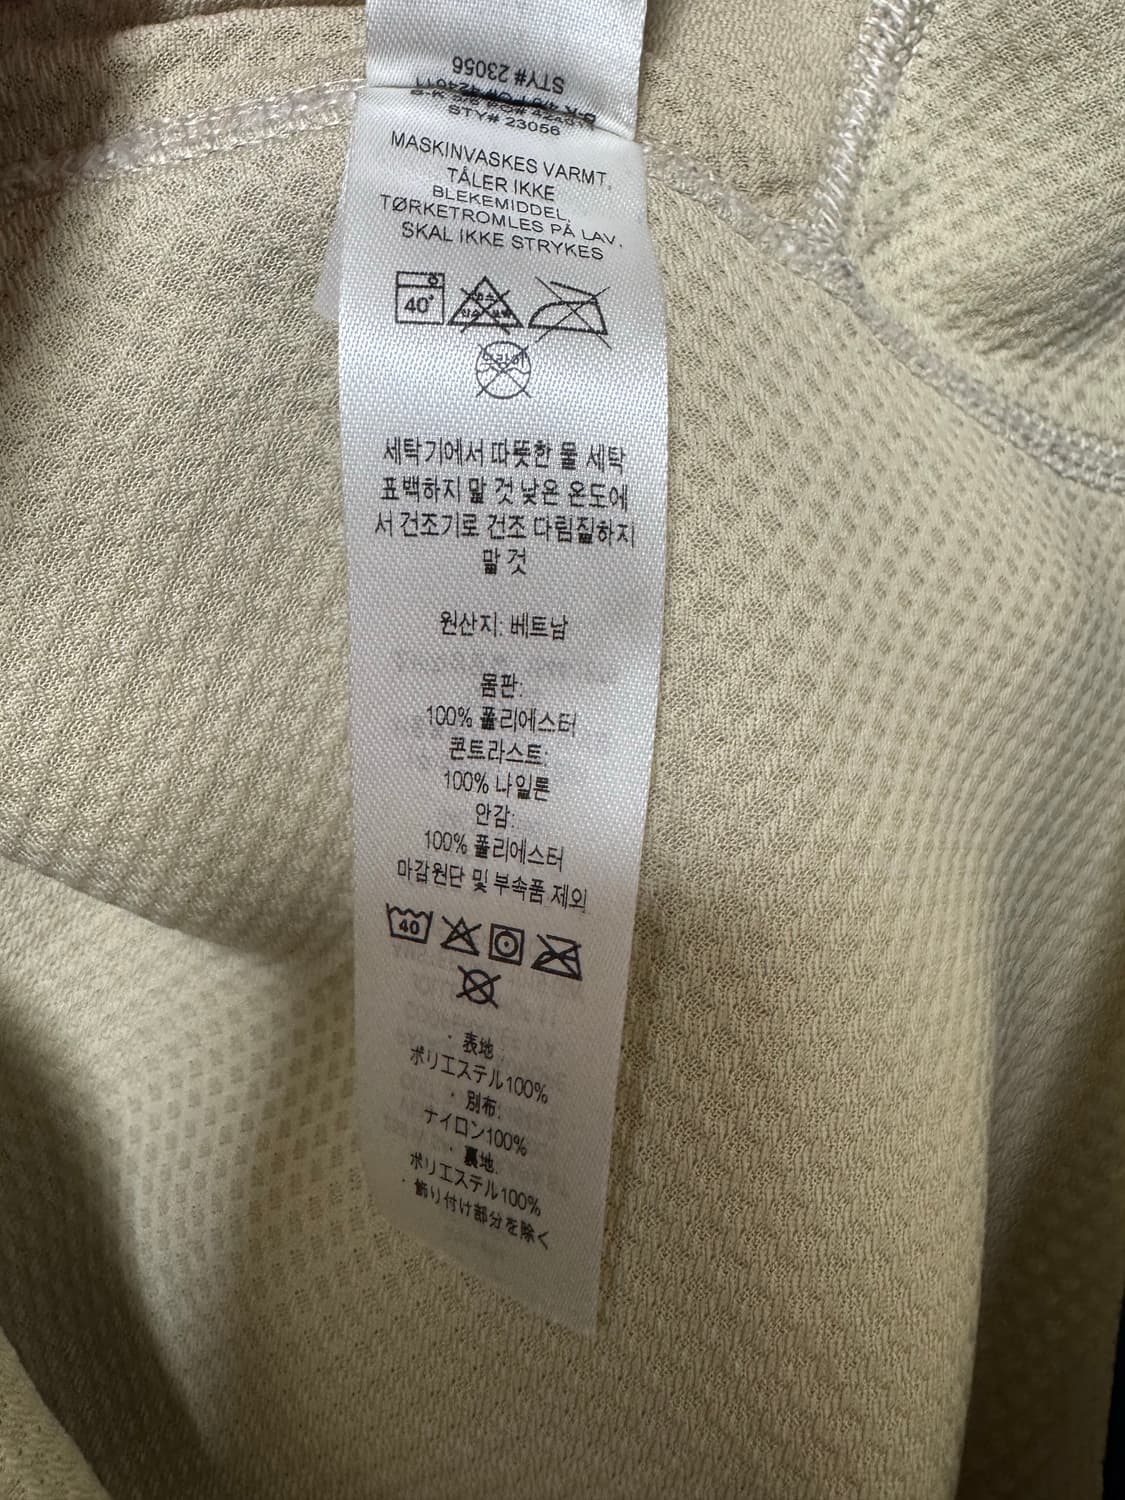 STY# 23056
STY# 23056
MASKINVASKES VARMT.
TÅLER IKKE
BLEKEMIDDEL.
TØRKETROMLES PÅ LAV.
SKAL IKKE STRYKES
40°
세탁기에서 따뜻한 물 세탁
표백하지 말 것 낮은 온도에
서 건조기로 건조 다림질하지
말 것
원산지: 베트남
몸판:
100% 폴리에스터
콘트라스트:
100% 나일론
안감:
100% 폴리에스터
마감원단 및 부속품 제외
40
・表地
ポリエステル100%
・別布:
ナイロン100%
・裏地.
ポリエステル100%
・飾り付け部分を除く